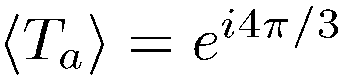 ⟨T_a⟩ = e^{i4π/3}